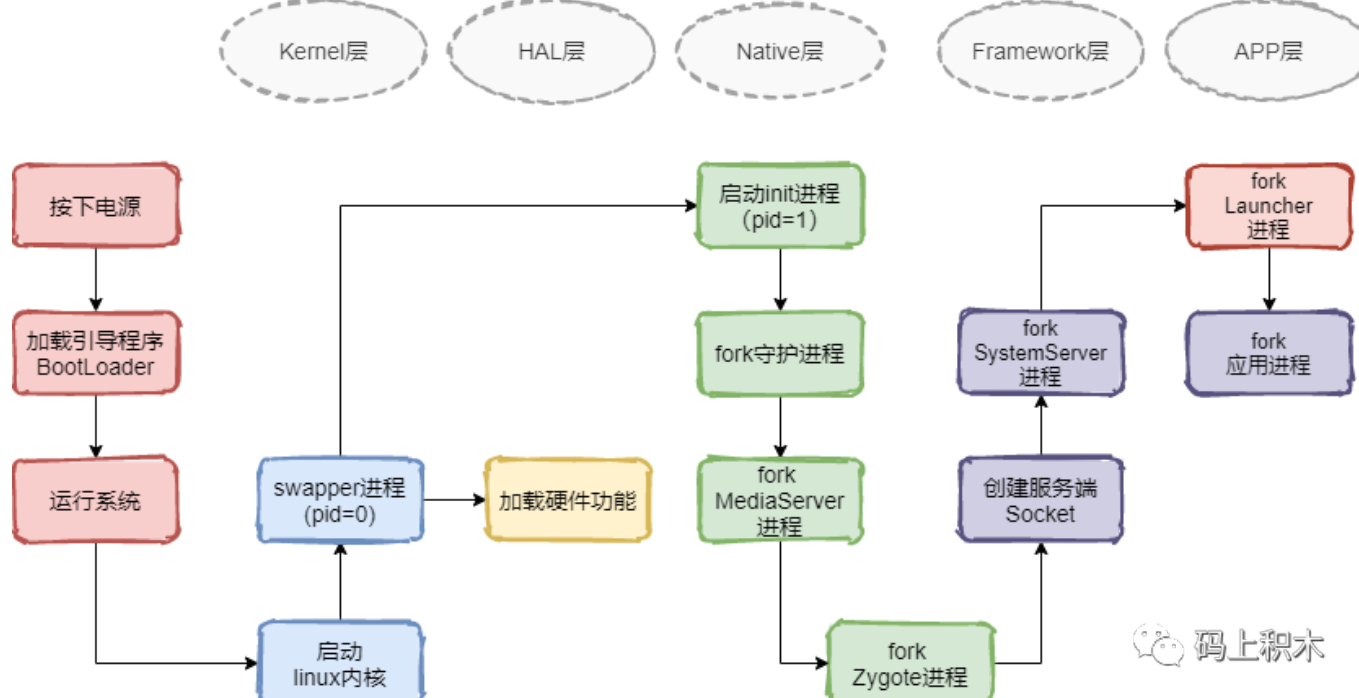 Kernel层
HAL层
Native层
Framework层
APP层
按下电源
加载引导程序
BootLoader
运行系统
启动
linux内核
swapper进程
(pid=0)
加载硬件功能
启动init进程
（pid=1）
fork守护进程
fork
MediaServer
进程
fork
Zygote进程
创建服务端
Socket
fork
SystemServer
进程
fork
Launcher
进程
fork
应用进程
码上积木